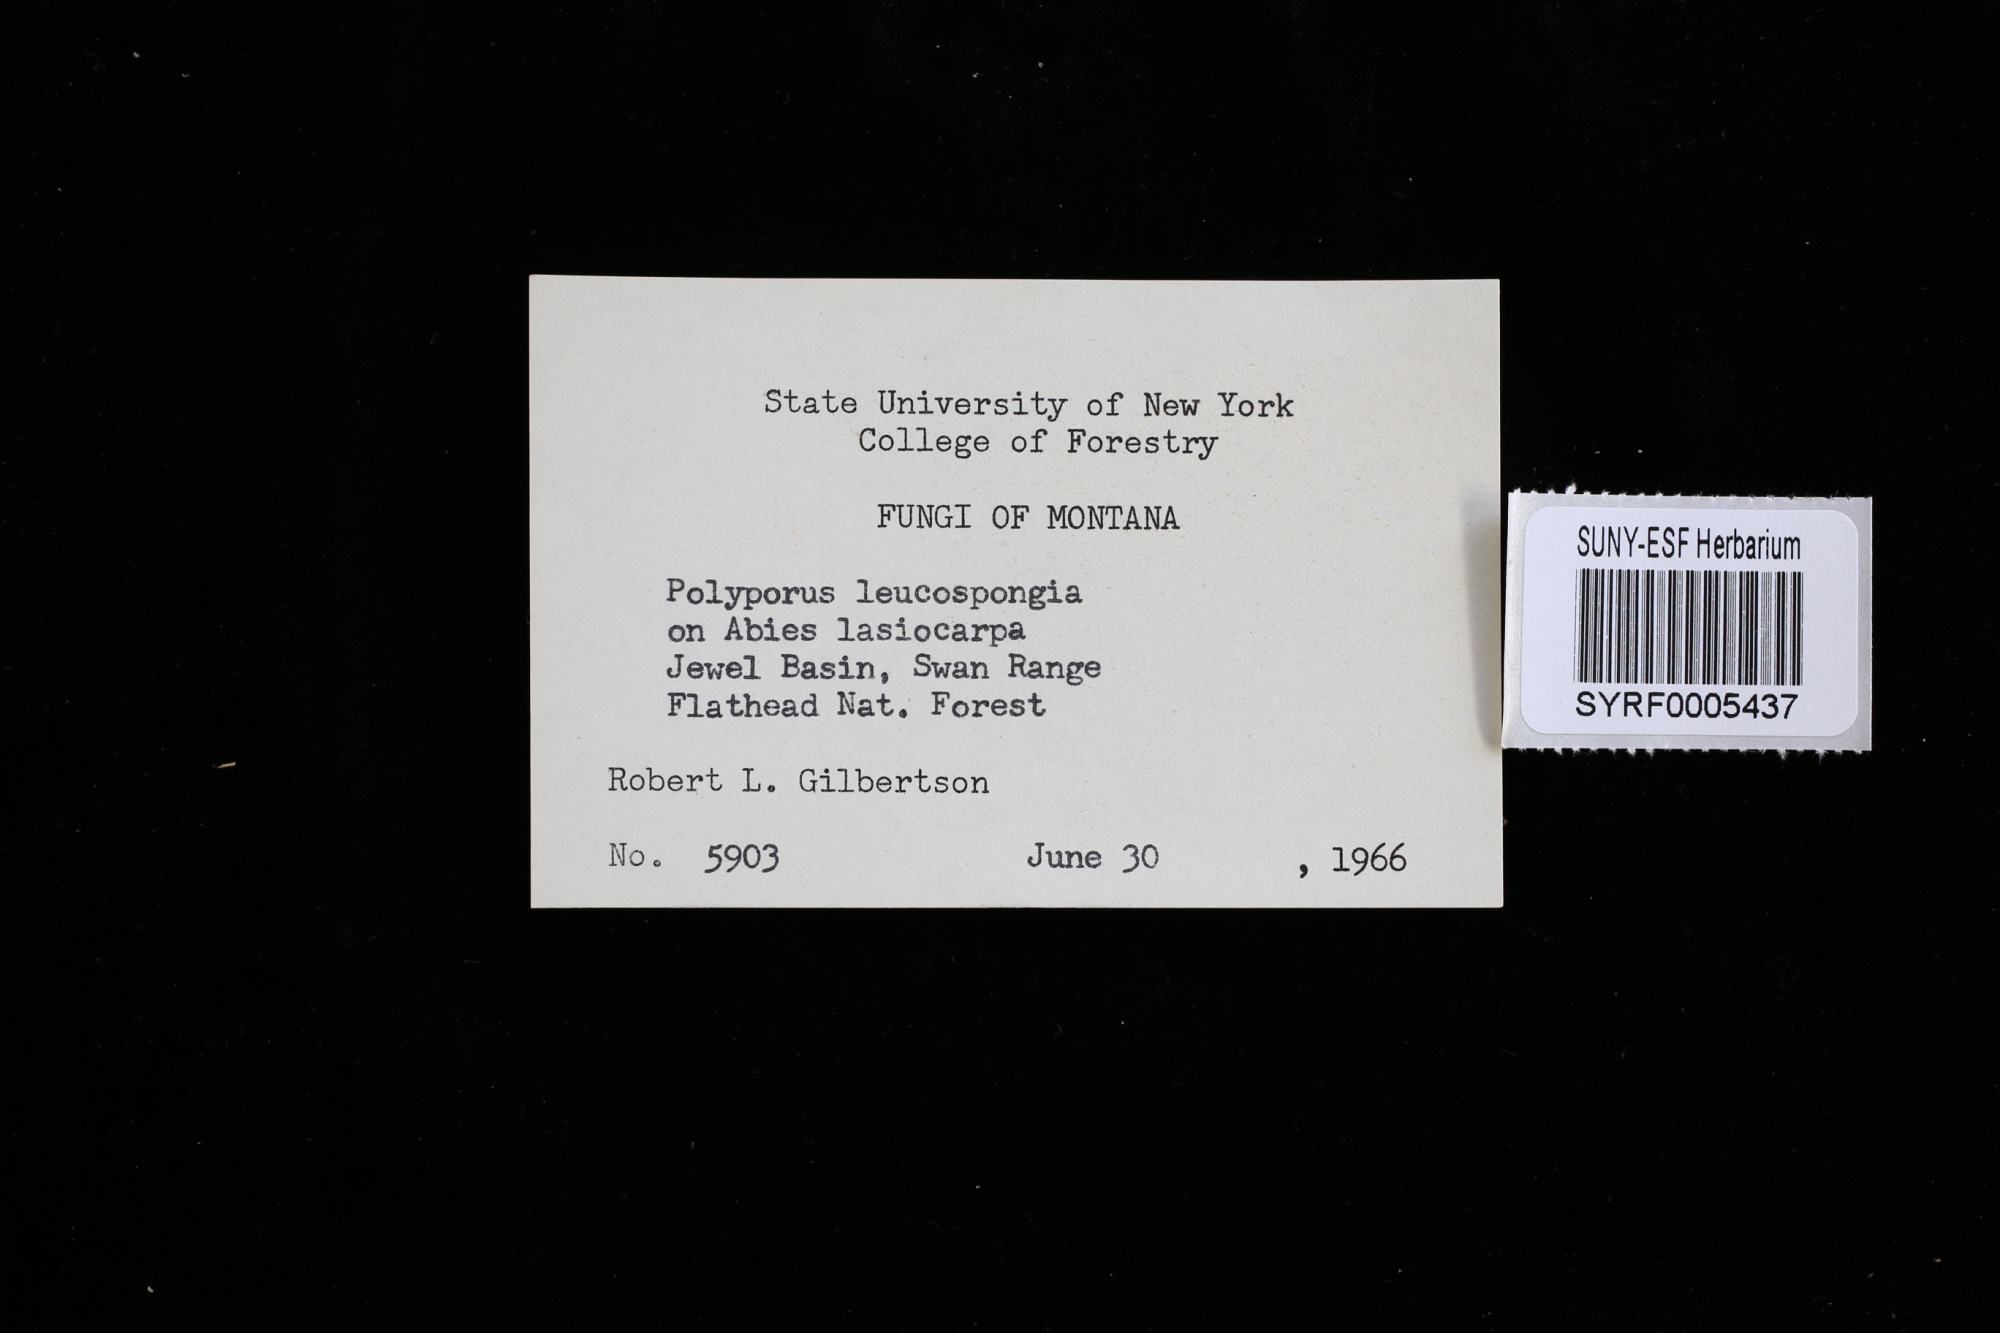 State University of New York
College of Forestry
FUNGI OF MONTANA
Polyporus leucospongia
on Abies lasiocarpa
Jewel Basin, Swan Range
Flathead Nat. Forest
Robert L. Gilbertson
No. 5903 June 30 , 1966
SUNY-ESF Herbarium
SYRF0005437